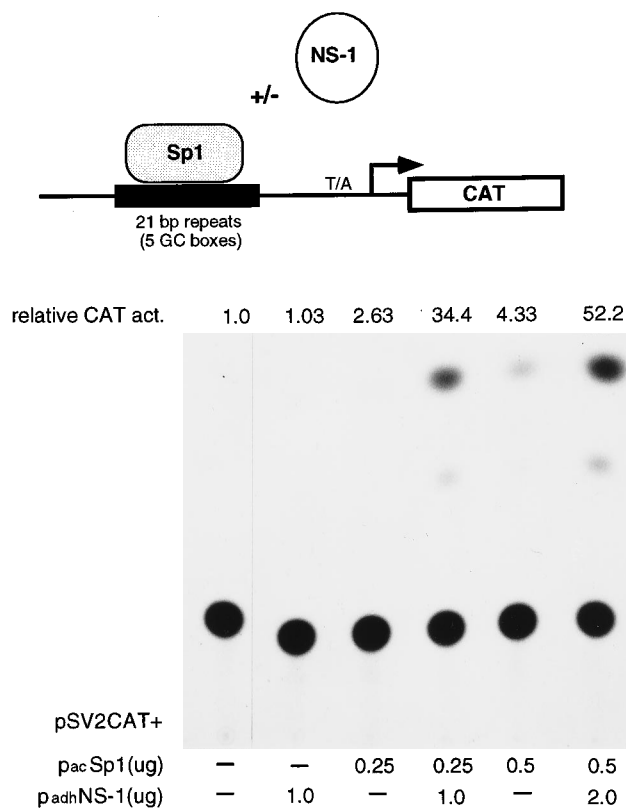 NS-1
+/-
Sp1
T/A
CAT
21 bp repeats
(5 GC boxes)
relative CAT act. 1.0 1.03 2.63 34.4 4.33 52.2
pSV2CAT+
pacSp1(ug) — — 0.25 0.25 0.5 0.5
padhNS-1(ug) — 1.0 — 1.0 — 2.0